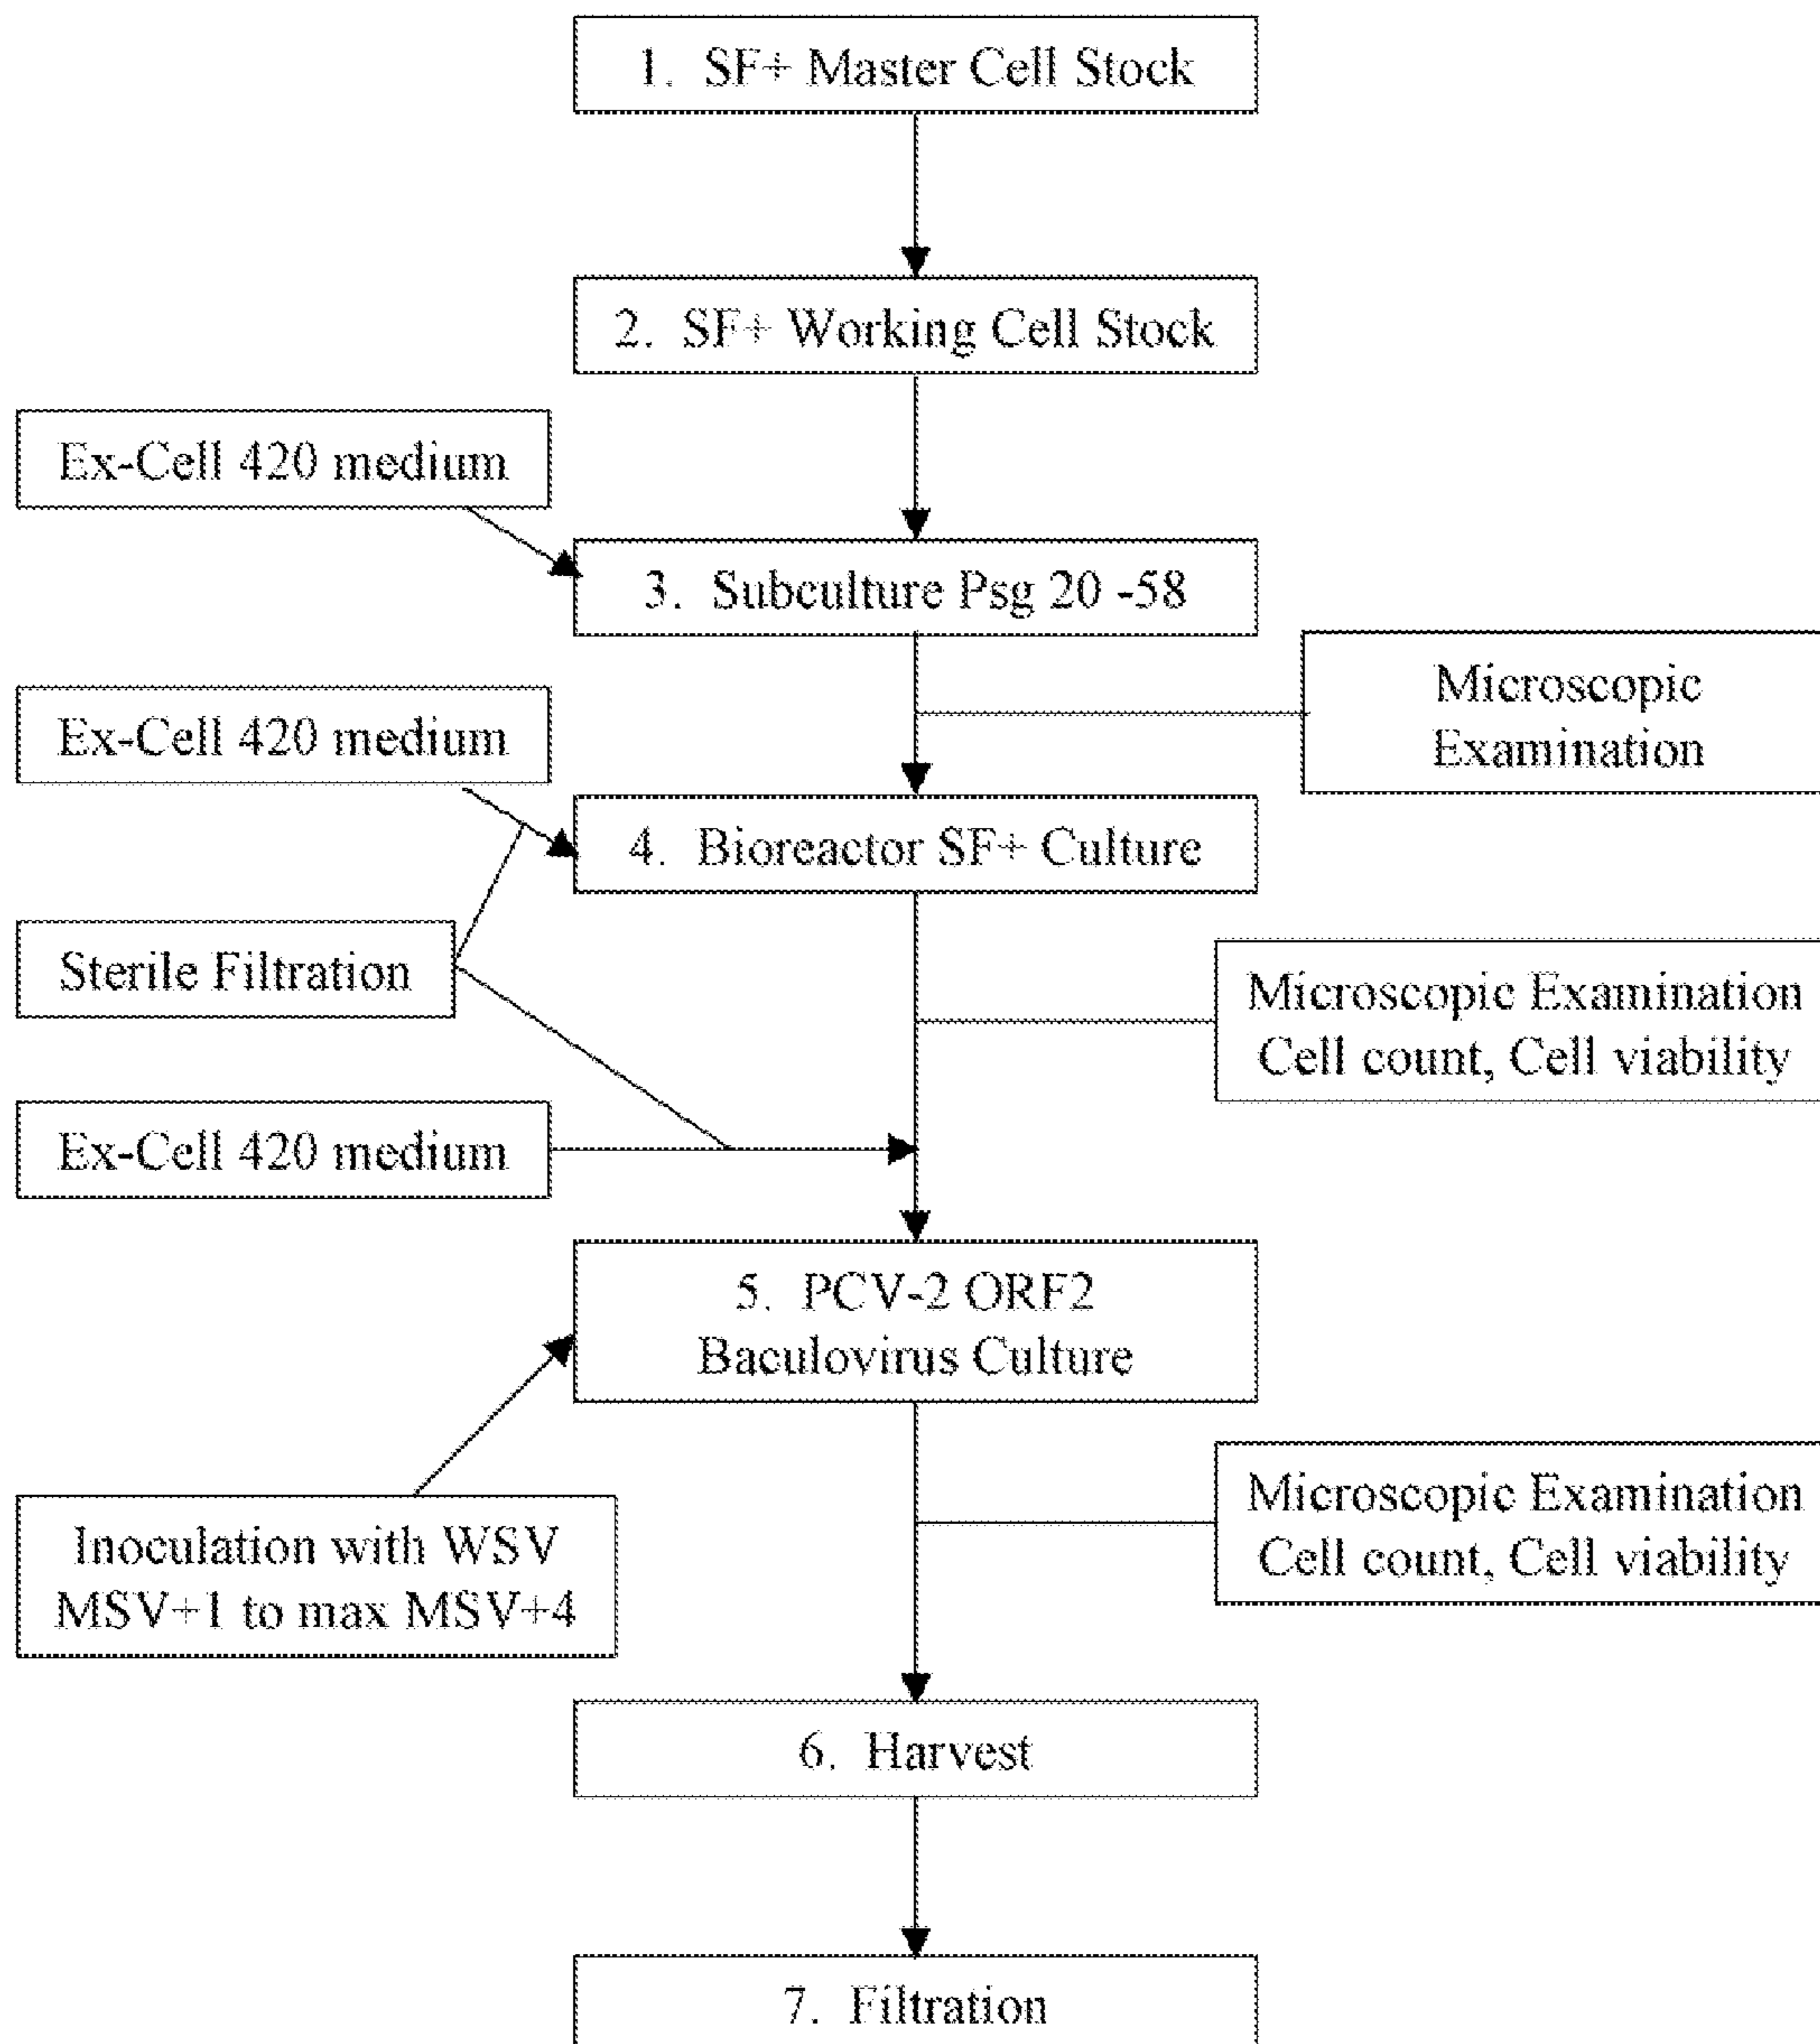 1. SF+ Master Cell Stock
2. SF+ Working Cell Stock
Ex-Cell 420 medium
3. Subculture Psg 20 -58
Microscopic
Examination
Ex-Cell 420 medium
4. Bioreactor SF+ Culture
Sterile Filtration
Microscopic Examination
Cell count, Cell viability
Ex-Cell 420 medium
5. PCV-2 ORF2
Baculovirus Culture
Inoculation with WSV
MSV+1 to max MSV+4
Microscopic Examination
Cell count, Cell viability
6. Harvest
7. Filtration